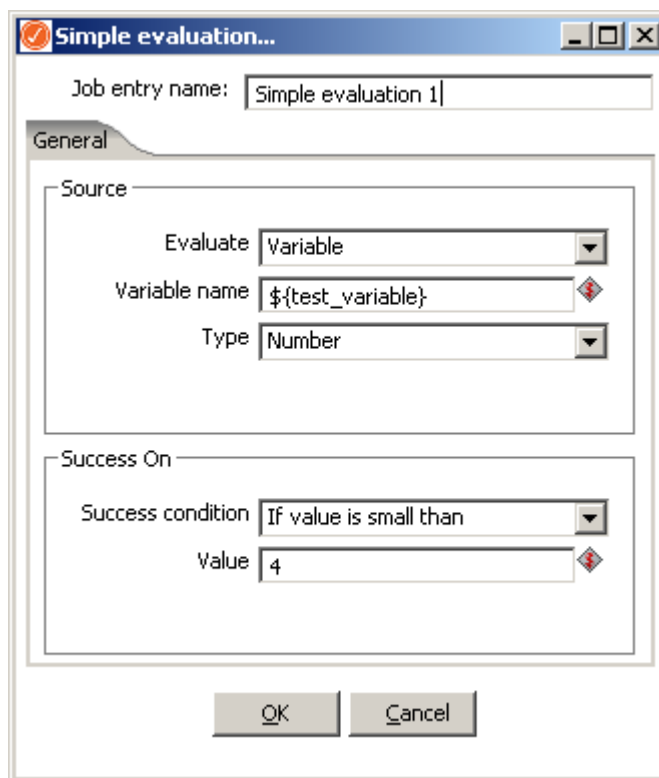 Simple evaluation...
Job entry name: Simple evaluation 1
General
Source
Evaluate Variable
Variable name ${test_variable}
Type Number
Success On
Success condition If value is small than
Value 4
OK Cancel